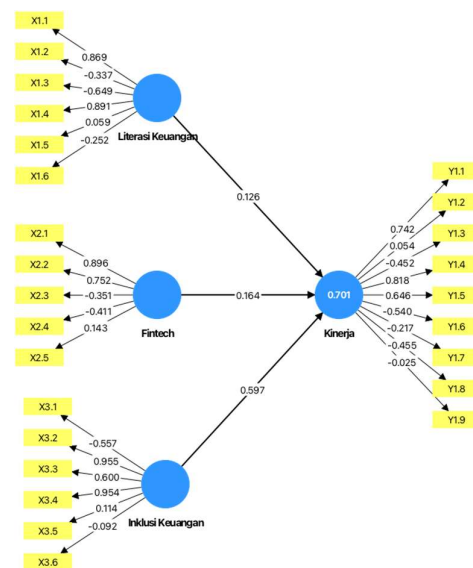 X1.1
X1.2
X1.3
X1.4
X1.5
X1.6
0.869
-0.337
-0.649
0.891
0.059
-0.252
Literasi Keuangan
0.126
X2.1
X2.2
X2.3
X2.4
X2.5
0.896
0.752
-0.351
-0.411
0.143
Fintech
0.164
X3.1
X3.2
X3.3
X3.4
X3.5
X3.6
-0.557
0.955
0.600
0.954
0.114
-0.092
Inklusi Keuangan
0.597
0.701
Kinerja
0.742
0.054
-0.452
0.818
0.646
-0.540
-0.217
-0.455
-0.025
Y1.1
Y1.2
Y1.3
Y1.4
Y1.5
Y1.6
Y1.7
Y1.8
Y1.9